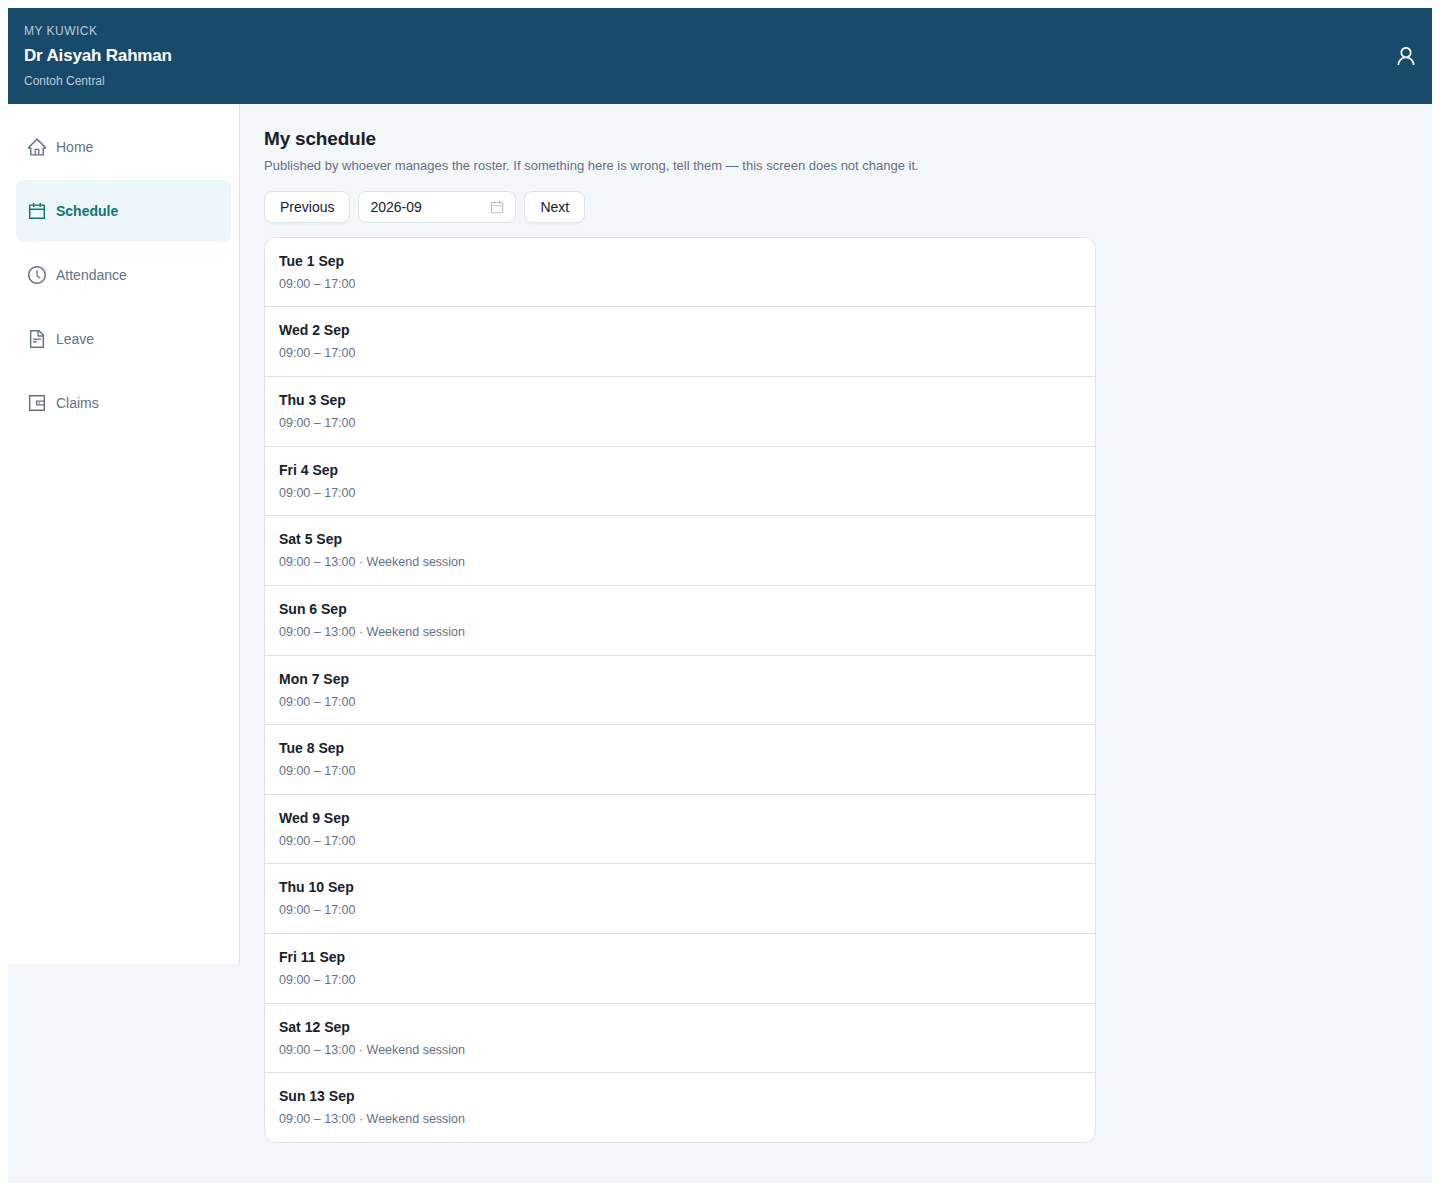 MY KUWICK
Dr Aisyah Rahman
Contoh Central
Home
Schedule
Attendance
Leave
Claims
My schedule
Published by whoever manages the roster. If something here is wrong, tell them — this screen does not change it.
Previous
2026-09
Next
Tue 1 Sep
09:00 – 17:00
Wed 2 Sep
09:00 – 17:00
Thu 3 Sep
09:00 – 17:00
Fri 4 Sep
09:00 – 17:00
Sat 5 Sep
09:00 – 13:00 · Weekend session
Sun 6 Sep
09:00 – 13:00 · Weekend session
Mon 7 Sep
09:00 – 17:00
Tue 8 Sep
09:00 – 17:00
Wed 9 Sep
09:00 – 17:00
Thu 10 Sep
09:00 – 17:00
Fri 11 Sep
09:00 – 17:00
Sat 12 Sep
09:00 – 13:00 · Weekend session
Sun 13 Sep
09:00 – 13:00 · Weekend session